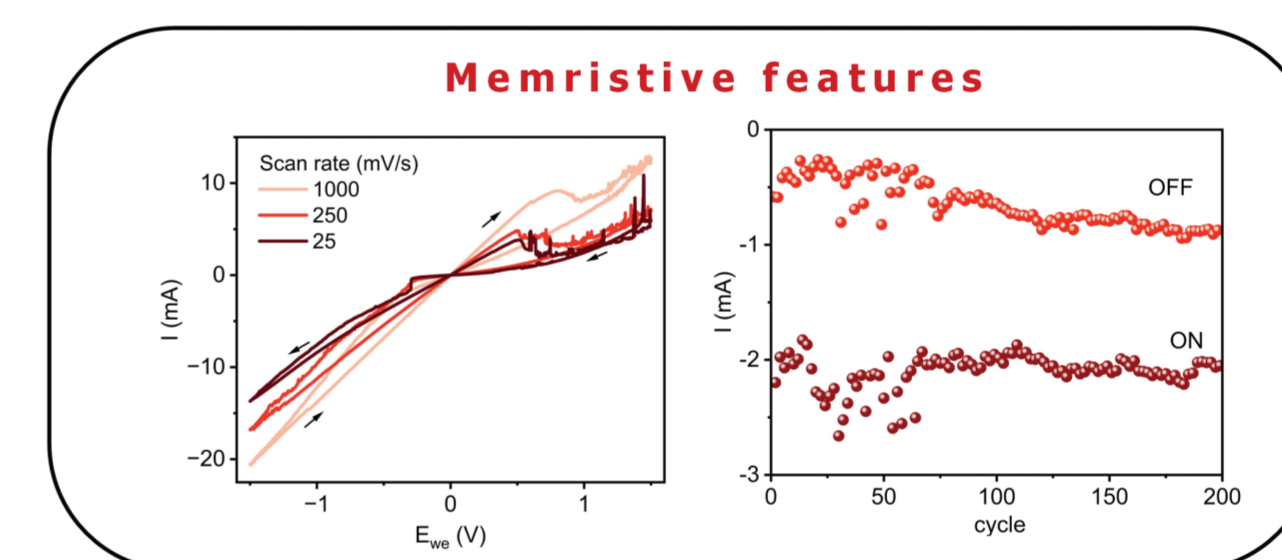 Memristive features
Scan rate (mV/s)
1000
250
25
10
0
−10
−20
I (mA)
−1
0
1
E_we (V)
0
-1
-2
-3
I (mA)
OFF
ON
0
50
100
150
200
cycle